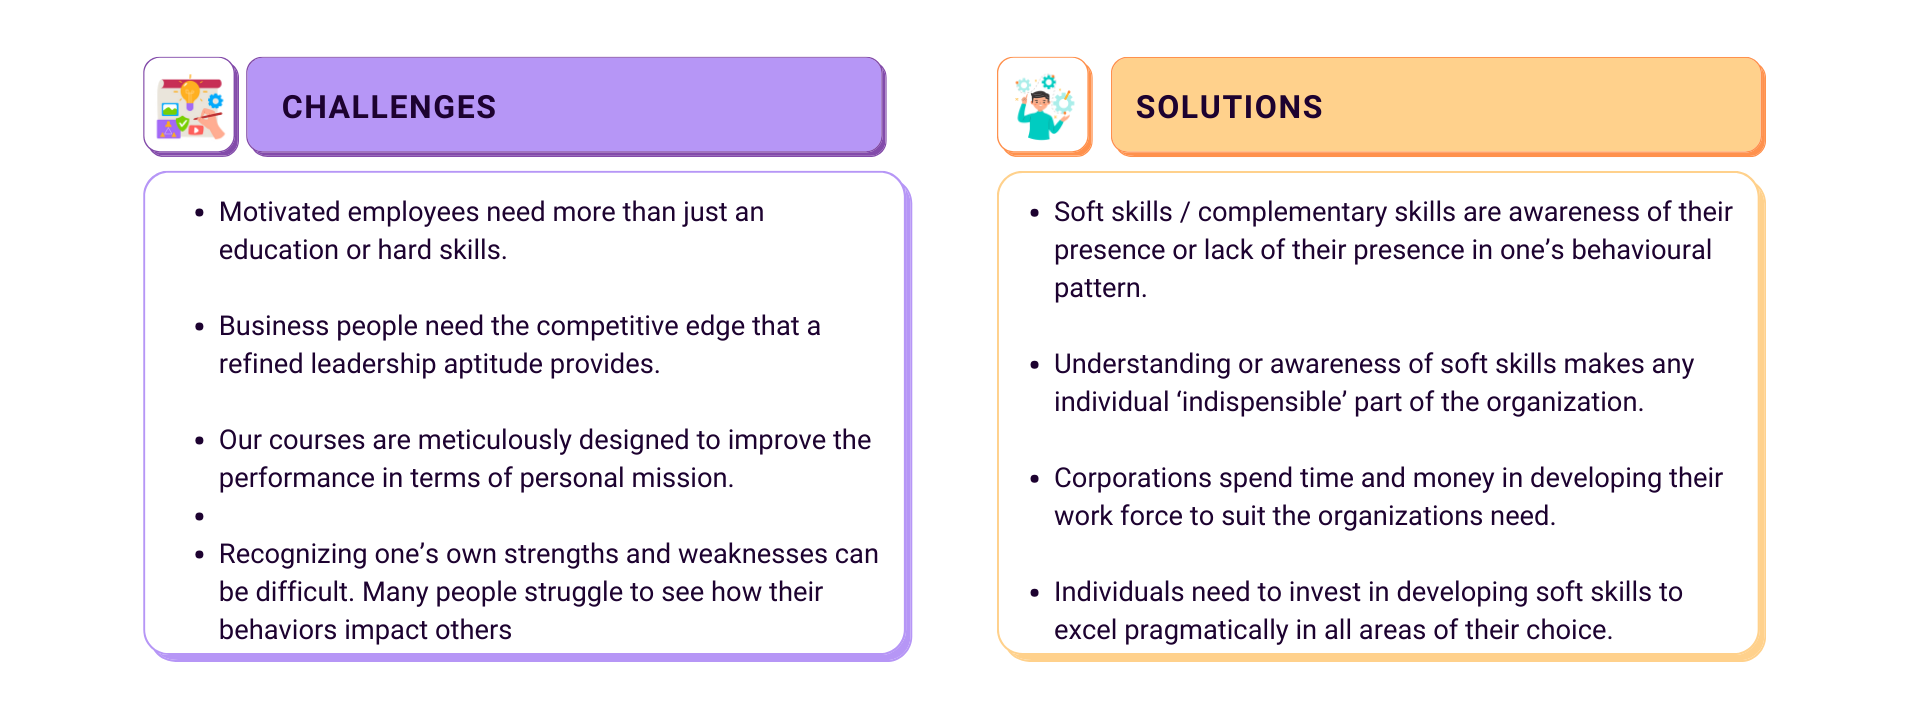 CHALLENGES
• Motivated employees need more than just an
education or hard skills.
• Business people need the competitive edge that a
refined leadership aptitude provides.
• Our courses are meticulously designed to improve the
performance in terms of personal mission.
•
• Recognizing one’s own strengths and weaknesses can
be difficult. Many people struggle to see how their
behaviors impact others
SOLUTIONS
• Soft skills / complementary skills are awareness of their
presence or lack of their presence in one’s behavioural
pattern.
• Understanding or awareness of soft skills makes any
individual ‘indispensible’ part of the organization.
• Corporations spend time and money in developing their
work force to suit the organizations need.
• Individuals need to invest in developing soft skills to
excel pragmatically in all areas of their choice.